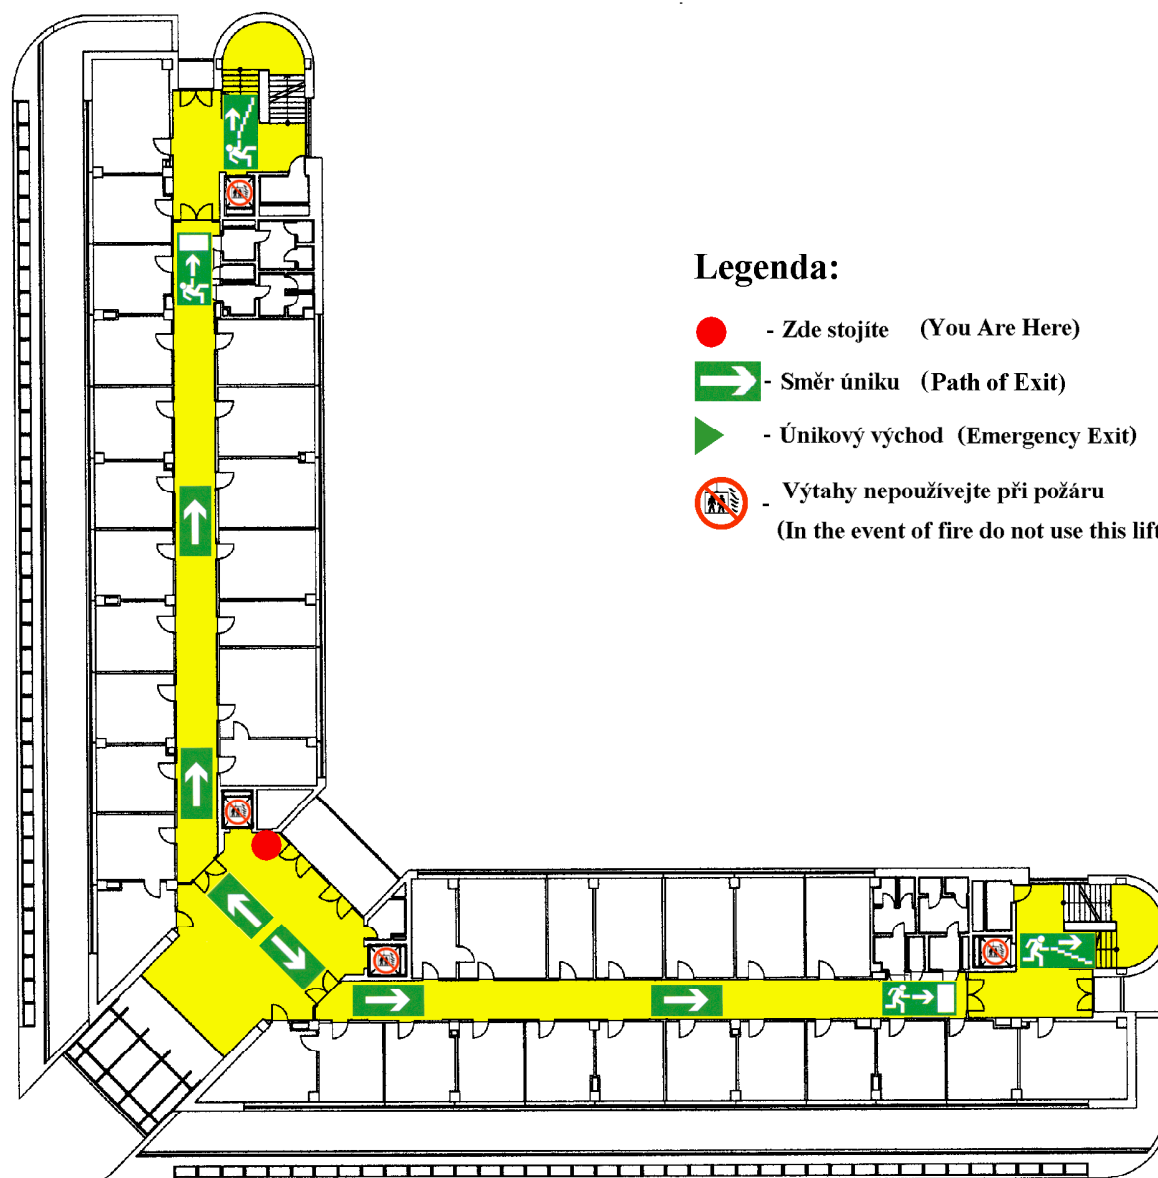 Legenda:
- Zde stojíte (You Are Here)
- Směr úniku (Path of Exit)
- Únikový východ (Emergency Exit)
- Výtahy nepoužívejte při požáru
(In the event of fire do not use this lift